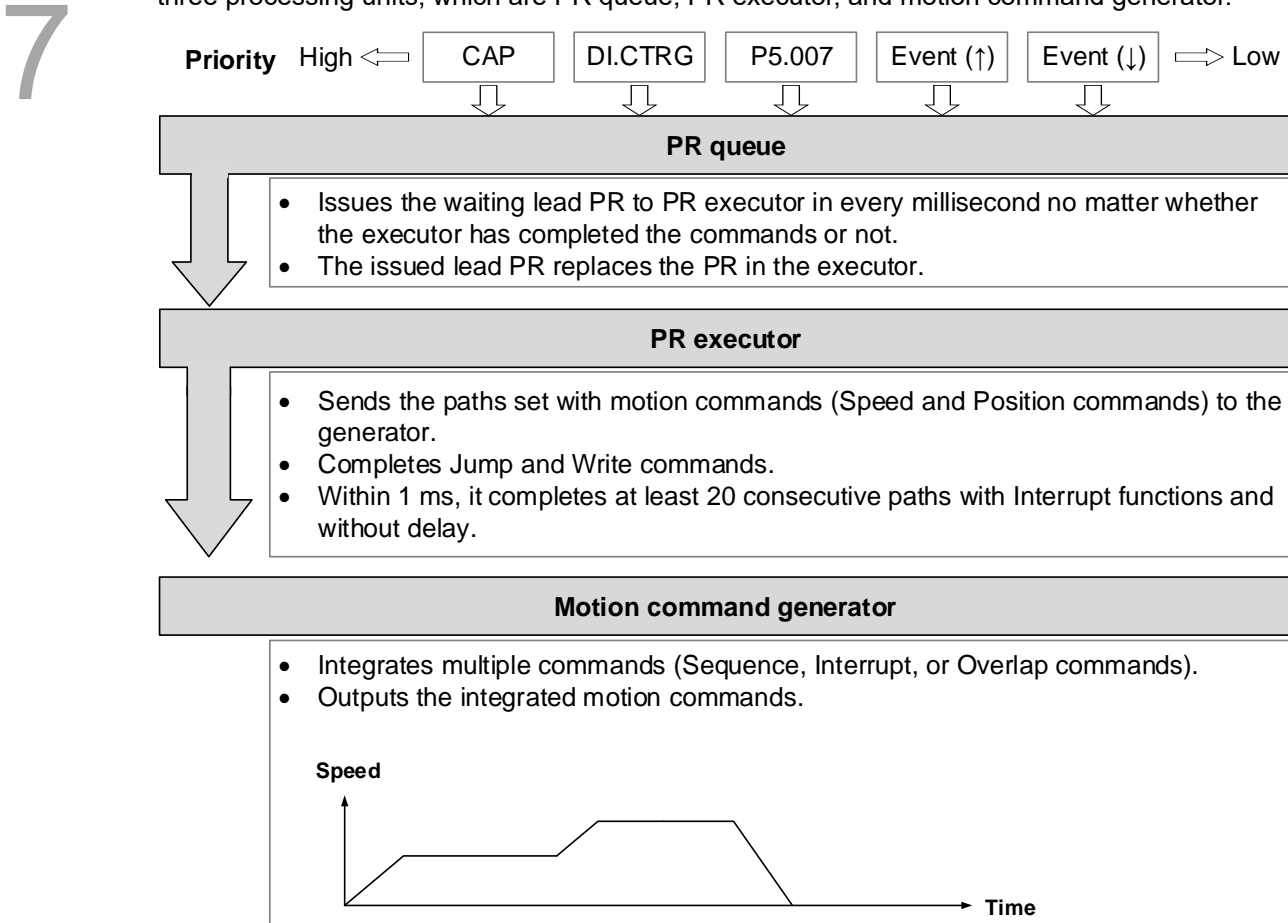 three processing units, which are PR queue, PR executor, and motion command generator.
7
Priority High CAP DI.CTRG P5.007 Event (↑) Event (↓) Low
PR queue
• Issues the waiting lead PR to PR executor in every millisecond no matter whether
the executor has completed the commands or not.
• The issued lead PR replaces the PR in the executor.
PR executor
• Sends the paths set with motion commands (Speed and Position commands) to the
generator.
• Completes Jump and Write commands.
• Within 1 ms, it completes at least 20 consecutive paths with Interrupt functions and
without delay.
Motion command generator
• Integrates multiple commands (Sequence, Interrupt, or Overlap commands).
• Outputs the integrated motion commands.
Speed
Time